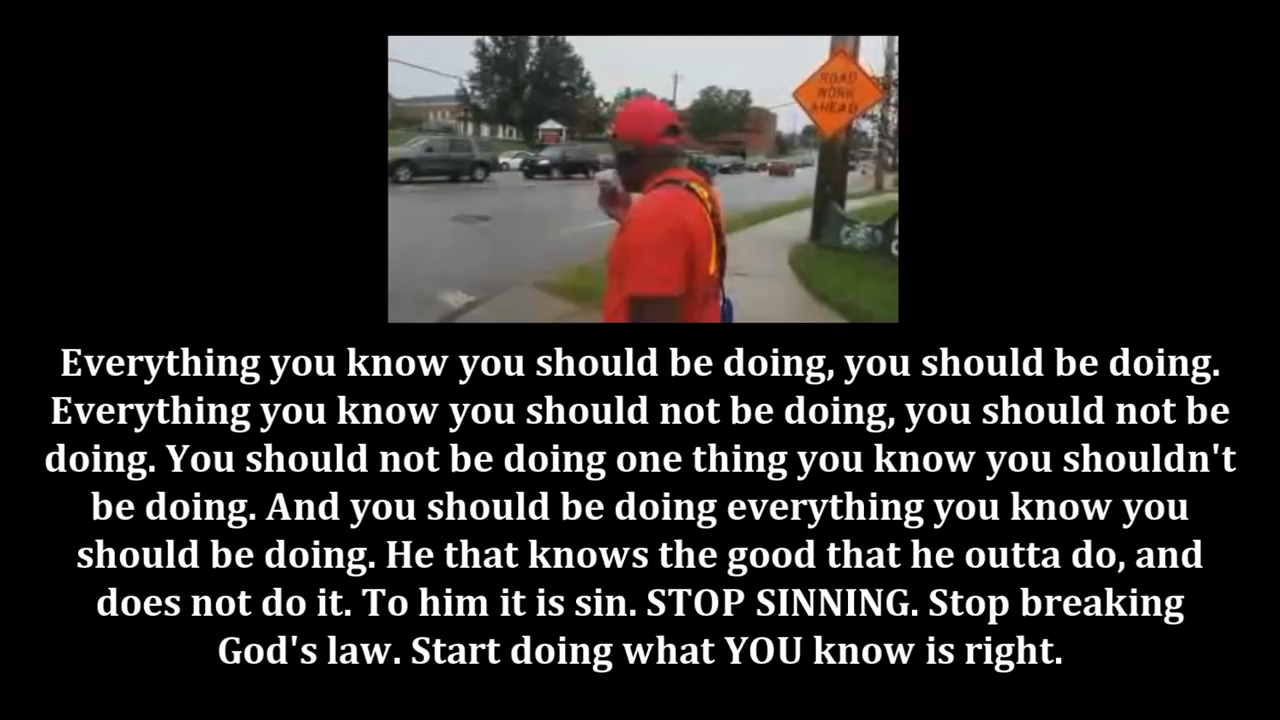 ROAD
WORK
AHEAD
Everything you know you should be doing, you should be doing.
Everything you know you should not be doing, you should not be
doing. You should not be doing one thing you know you shouldn't
be doing. And you should be doing everything you know you
should be doing. He that knows the good that he outta do, and
does not do it. To him it is sin. STOP SINNING. Stop breaking
God's law. Start doing what YOU know is right.